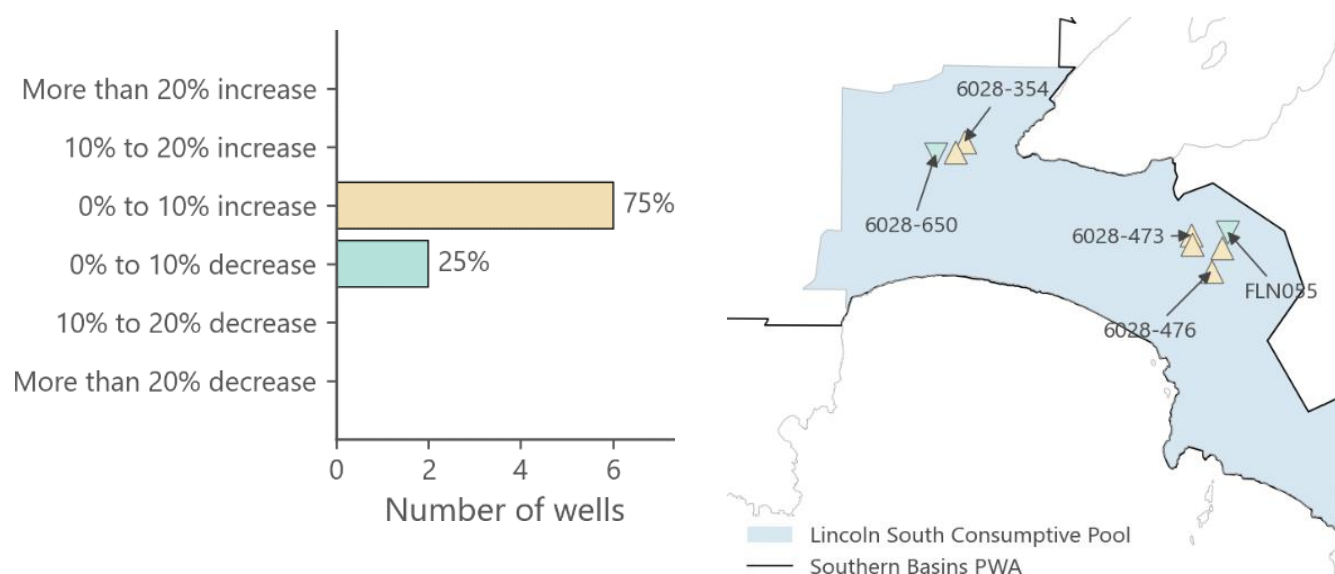 More than 20% increase
10% to 20% increase
0% to 10% increase
75%
0% to 10% decrease
25%
10% to 20% decrease
More than 20% decrease
0 2 4 6
Number of wells
6028-354
6028-650
6028-473
FLN055
6028-476
Lincoln South Consumptive Pool
Southern Basins PWA